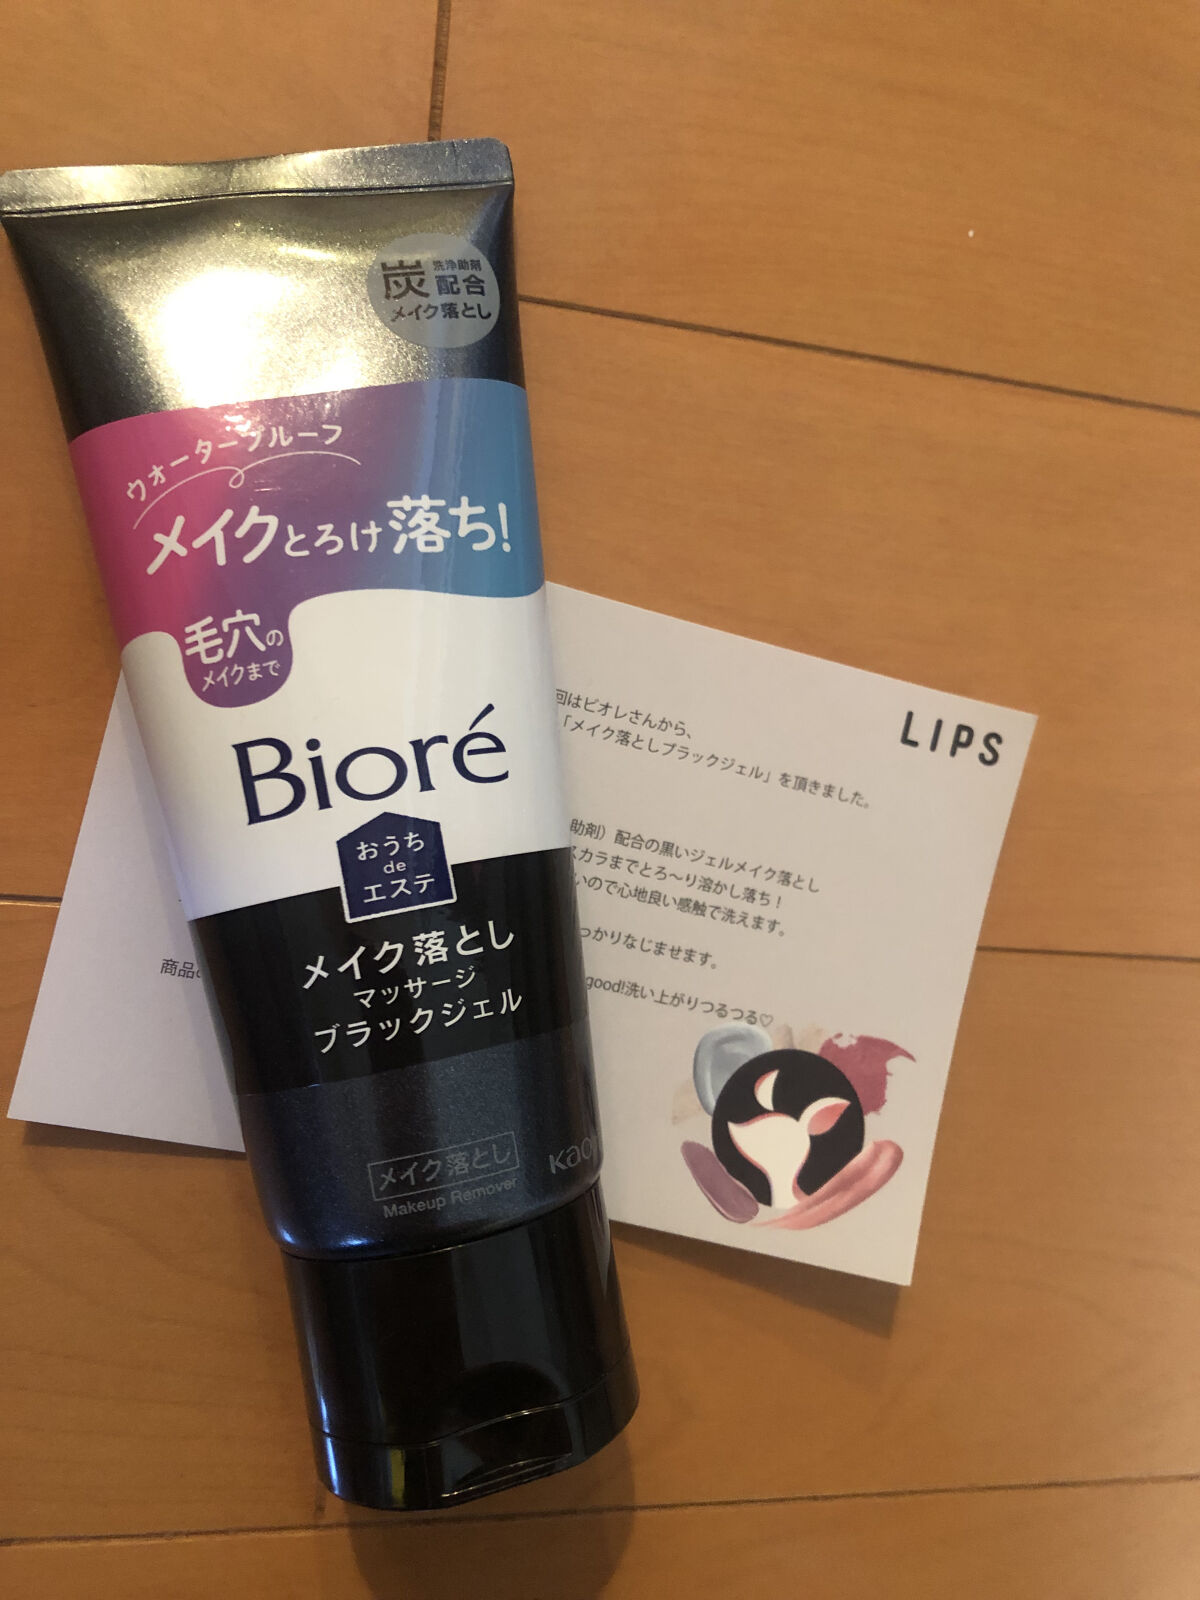 炭 洗浄助剤
配合
メイク落とし
ウォータープルーフ
メイクとろけ落ち!
毛穴の
メイクまで
Bioré
おうち
de
エステ
メイク落とし
マッサージ
ブラックジェル
メイク落とし
Makeup Remover
Kao
LIPS
回はビオレさんから、
「メイク落としブラックジェル」を頂きました。
助剤）配合の黒いジェルメイク落とし
スカラまでとろ～り溶かし落ち！
いので心地良い感触で洗えます。
っかりなじませます。
good!洗い上がりつるつる♡
商品